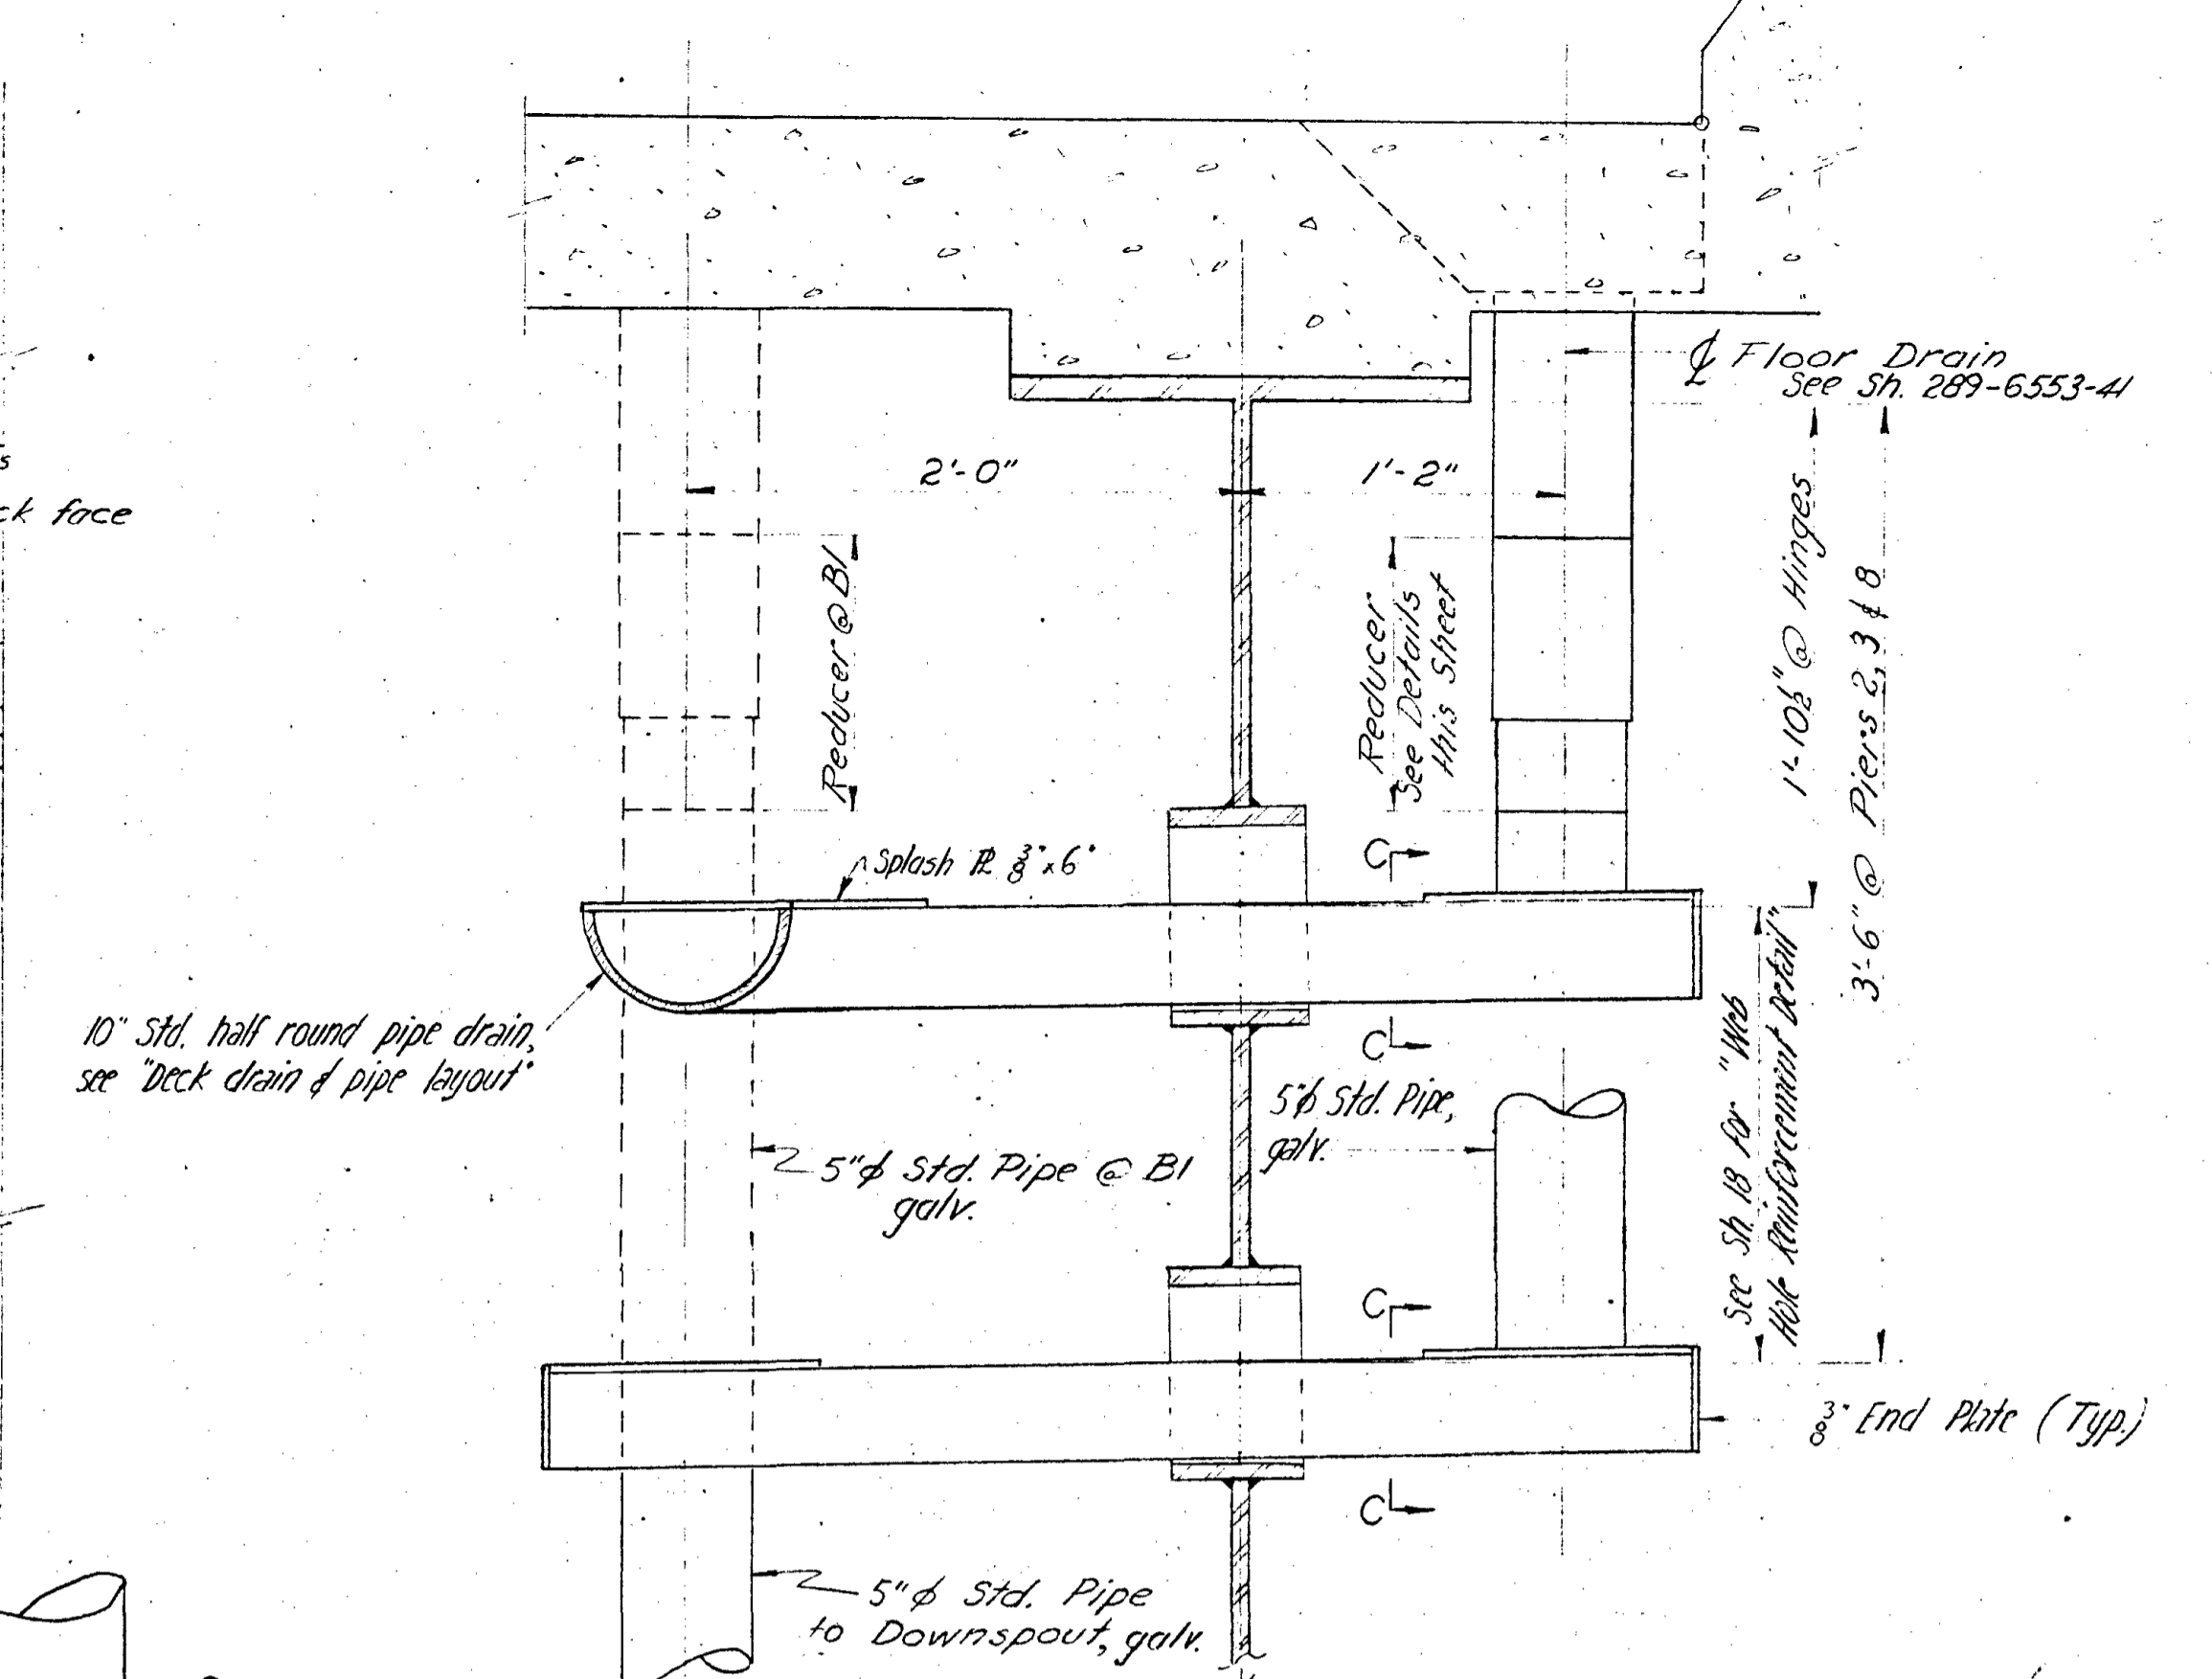 s
ck face
℄ Floor Drain
See Sh. 289-6553-41
2'-0"
1'-2"
Reducer @ B1
Reducer
See Details
this Sheet
1'-10½" @ Hinges
3'-6" @ Piers 2, 3 & 8
Splash PL ⅜" x 6"
C
C
10" Std. half round pipe drain,
see "Deck drain & pipe layout"
See Sh. 18 for "Web
Hole Reinforcement Detail"
5"ϕ Std. Pipe @ B1
galv.
5"ϕ Std. Pipe,
galv.
C
C
⅜" End Plate (Typ.)
5"ϕ Std. Pipe
to Downspout, galv.